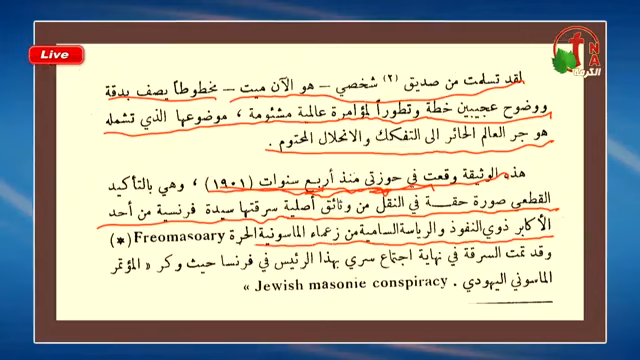 Live
TNA
الكرمة
لقد تسلمت من صديق (٢) شخصي – هو الآن ميت – مخطوطاً يصف بدقة
ووضوح عجيبين خطة وتطوراً لمؤامرة عالمية مشئومة ، موضوعها الذي تشمله
هو جر العالم الحائر الى التفكك والانحلال المحتوم .
هذه الوثيقة وقعت في حوزتي منذ أربع سنوات (١٩٠١) ، وهي بالتأكيد
القطعي صورة حقة في النقل من وثائق أصلية سرقتها سيدة فرنسية من أحد
الأكابر ذوي النفوذ والرياسة السامية من زعماء الماسونية الحرة Freomasoary (*)
وقد تمت السرقة في نهاية اجتماع سري بهذا الرئيس في فرنسا حيث وكر « المؤتمر
الماسوني اليهودي . Jewish masonie conspiracy »